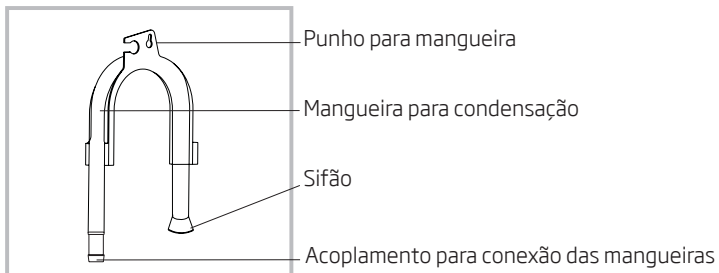 Punho para mangueira
Mangueira para condensação
Sifão
Acoplamento para conexão das mangueiras